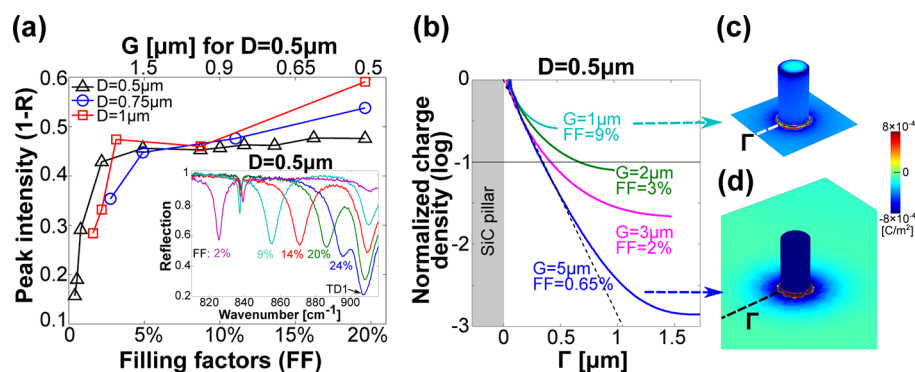 (a)
G [μm] for D=0.5μm
1.5 0.9 0.65 0.5
0.8
0.6
0.5
0.4
0.3
0.2
0.1
Peak intensity (1-R)
D=0.5μm
D=0.75μm
D=1μm
D=0.5μm
1
0.8
0.6
0.4
0.2
Reflection
FF: 2% 9% 14% 20%
24%
TD1
820 840 860 880 900
Wavenumber [cm⁻¹]
0 5% 10% 15% 20%
Filling factors (FF)
(b)
D=0.5μm
0
-1
-2
-3
Normalized charge
density (log)
SiC pillar
G=1μm
FF=9%
G=2μm
FF=3%
G=3μm
FF=2%
G=5μm
FF=0.65%
0 0.5 1 1.5
Γ [μm]
(c)
Γ
8×10⁻⁴
0
-8×10⁻⁴
[C/m²]
(d)
Γ